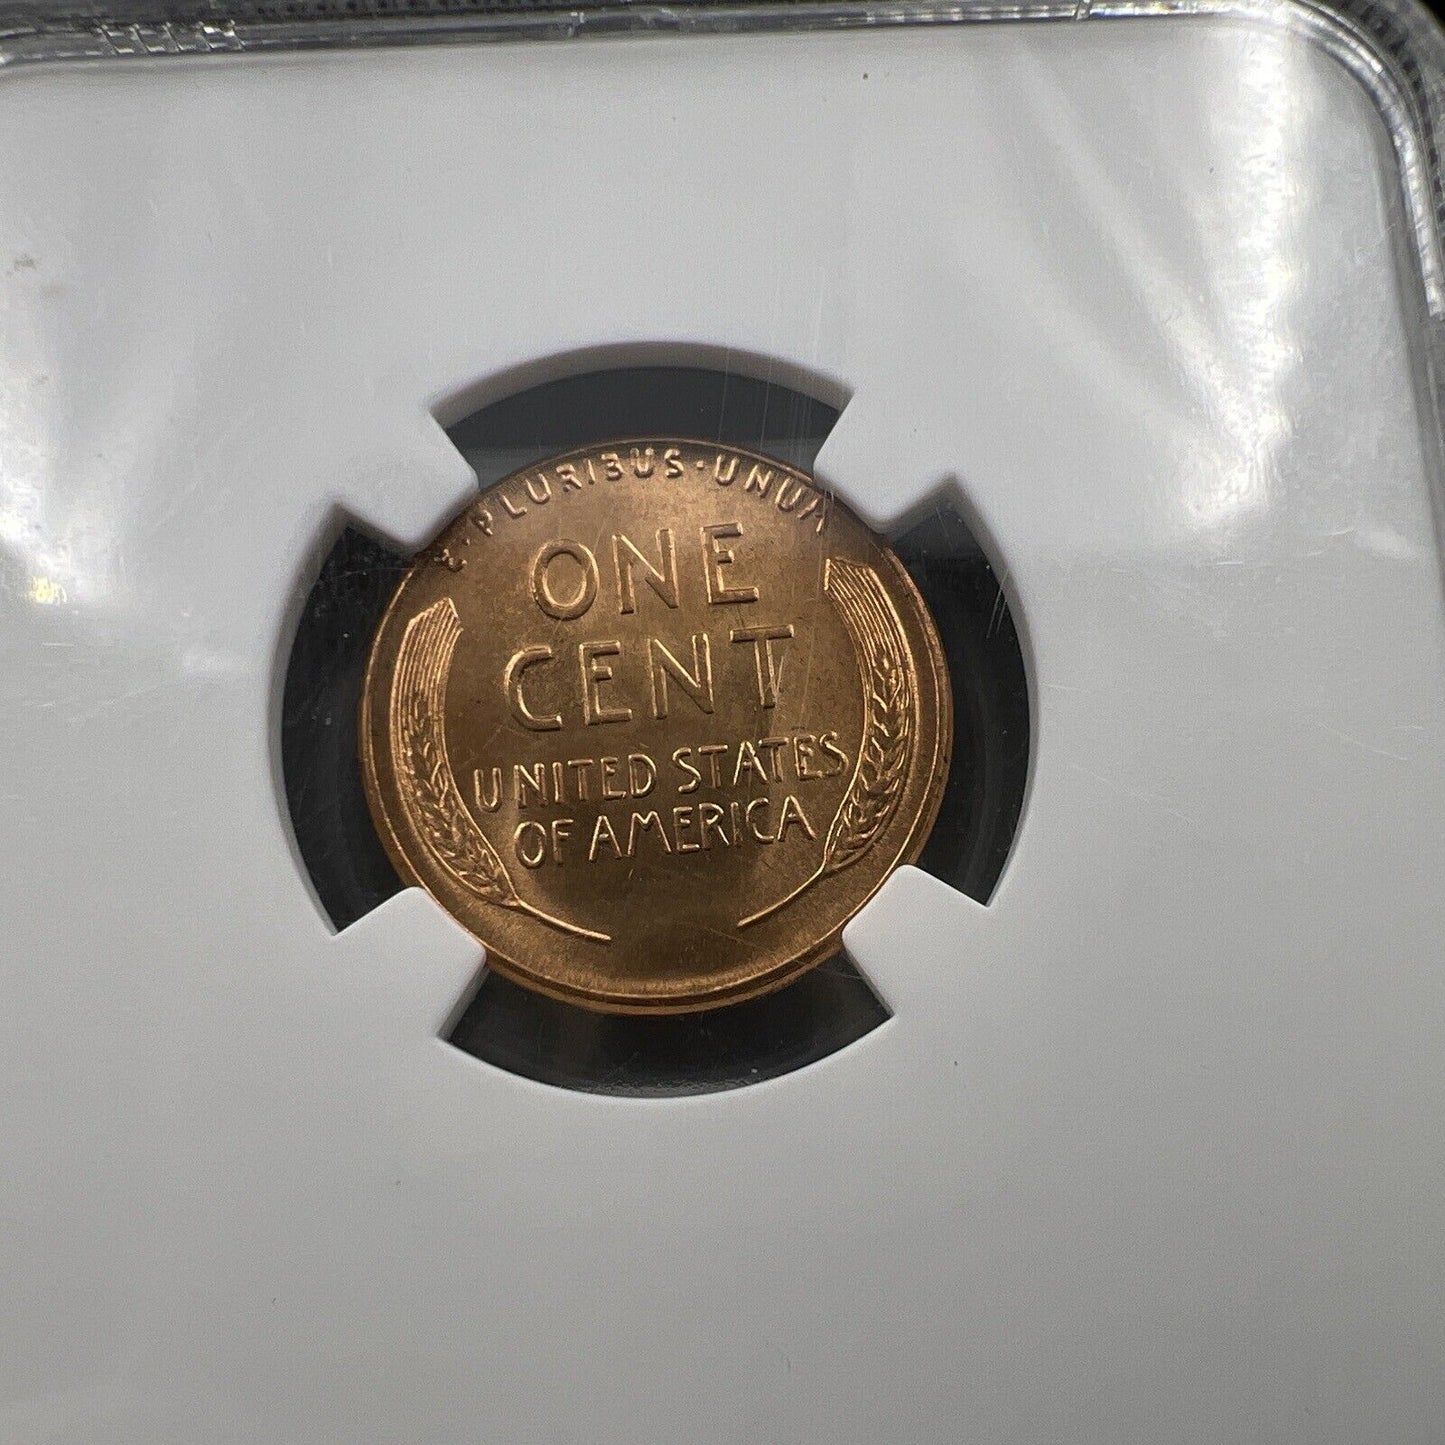 E·PLURIBUS·UNUM
ONE
CENT
UNITED STATES
OF AMERICA